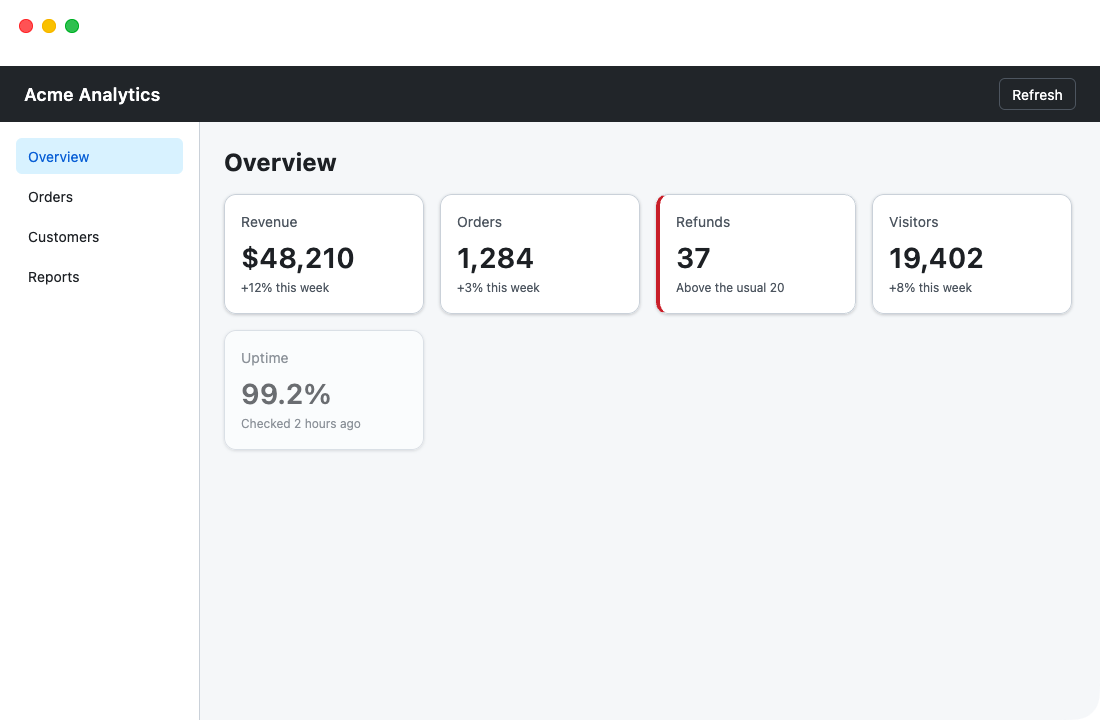 Acme Analytics
Refresh
Overview
Orders
Customers
Reports
Overview
Revenue
$48,210
+12% this week
Orders
1,284
+3% this week
Refunds
37
Above the usual 20
Visitors
19,402
+8% this week
Uptime
99.2%
Checked 2 hours ago